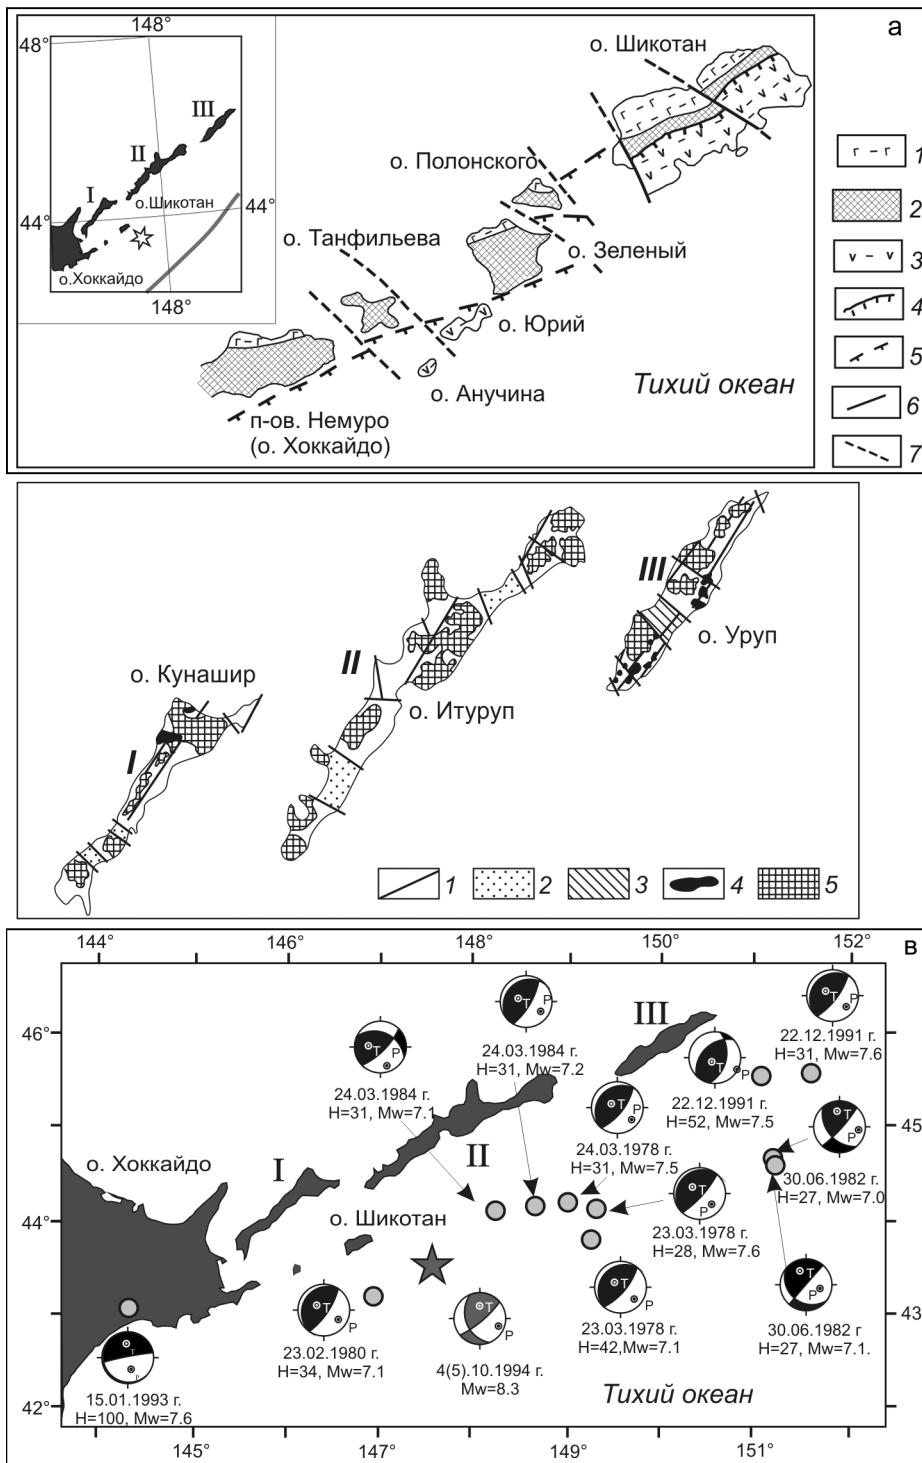 а
148°
48°
III
II
I
о.Шикотан
44°
44°
о.Хоккайдо
148°
о. Шикотан
о. Полонского
о. Танфильева
о. Зеленый
о. Юрий
о. Анучина
Тихий океан
п-ов. Немуро
(о. Хоккайдо)
1
2
3
4
5
6
7
III
о. Уруп
о. Кунашир
II
о. Итуруп
I
1
2
3
4
5
144°
146°
148°
150°
152°
в
46°
45
44°
44°
43
43°
42°
42°
145°
147°
149°
151°
III
II
I
о. Хоккайдо
о. Шикотан
24.03.1984 г.
H=31, Mw=7.1
24.03.1984 г.
H=31, Mw=7.2
22.12.1991 г.
H=31, Mw=7.6
22.12.1991 г.
H=52, Mw=7.5
24.03.1978 г.
H=31, Mw=7.5
30.06.1982 г.
H=27, Mw=7.0
23.03.1978 г.
H=28, Mw=7.6
23.02.1980 г.
H=34, Mw=7.1
4(5).10.1994 г.
Mw=8.3
23.03.1978 г.
H=42,Mw=7.1
30.06.1982 г
H=27, Mw=7.1.
15.01.1993 г.
H=100, Mw=7.6
Тихий океан
T
P
T
P
T
P
T
P
T
P
T
P
T
P
T
P
T
P
T
P
T
P
T
P